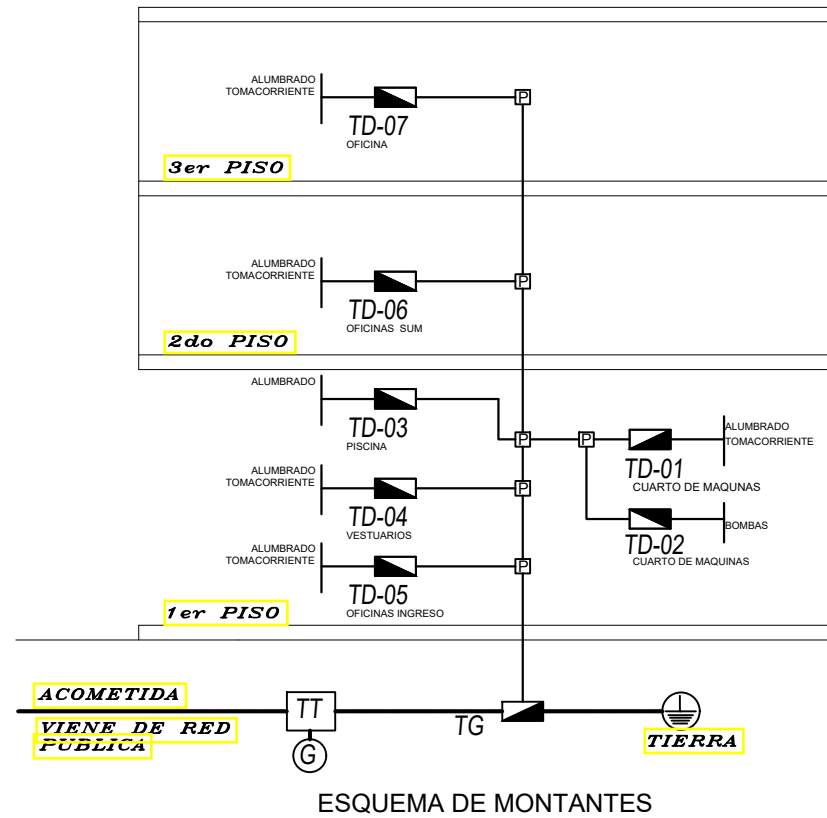 ALUMBRADO
TOMACORRIENTE
P
TD-07
OFICINA
3er PISO
ALUMBRADO
TOMACORRIENTE
P
TD-06
OFICINAS SUM
2do PISO
ALUMBRADO
TD-03
PISCINA
P
P
ALUMBRADO
TOMACORRIENTE
TD-01
CUARTO DE MAQUNAS
ALUMBRADO
TOMACORRIENTE
P
TD-04
VESTUARIOS
BOMBAS
TD-02
CUARTO DE MAQUINAS
ALUMBRADO
TOMACORRIENTE
P
TD-05
OFICINAS INGRESO
1er PISO
ACOMETIDA
TT
TG
VIENE DE RED
PUBLICA
G
TIERRA
ESQUEMA DE MONTANTES